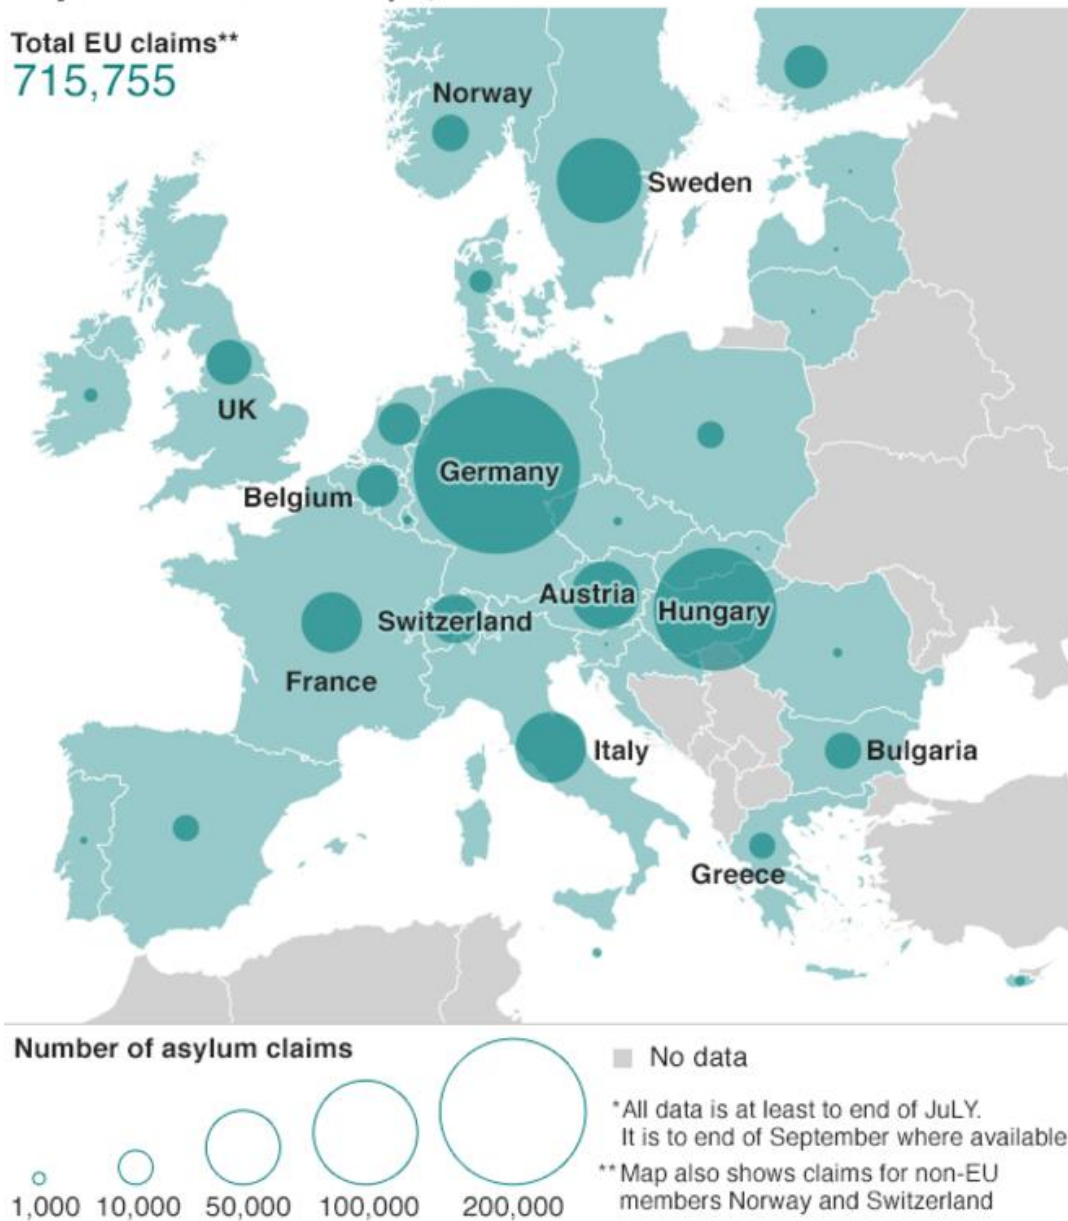 Total EU claims**
715,755
Norway
Sweden
UK
Belgium
Germany
Austria
Hungary
Switzerland
France
Italy
Bulgaria
Greece
Number of asylum claims
1,000
10,000
50,000
100,000
200,000
No data
*All data is at least to end of JuLY.
It is to end of September where available
**Map also shows claims for non-EU
members Norway and Switzerland